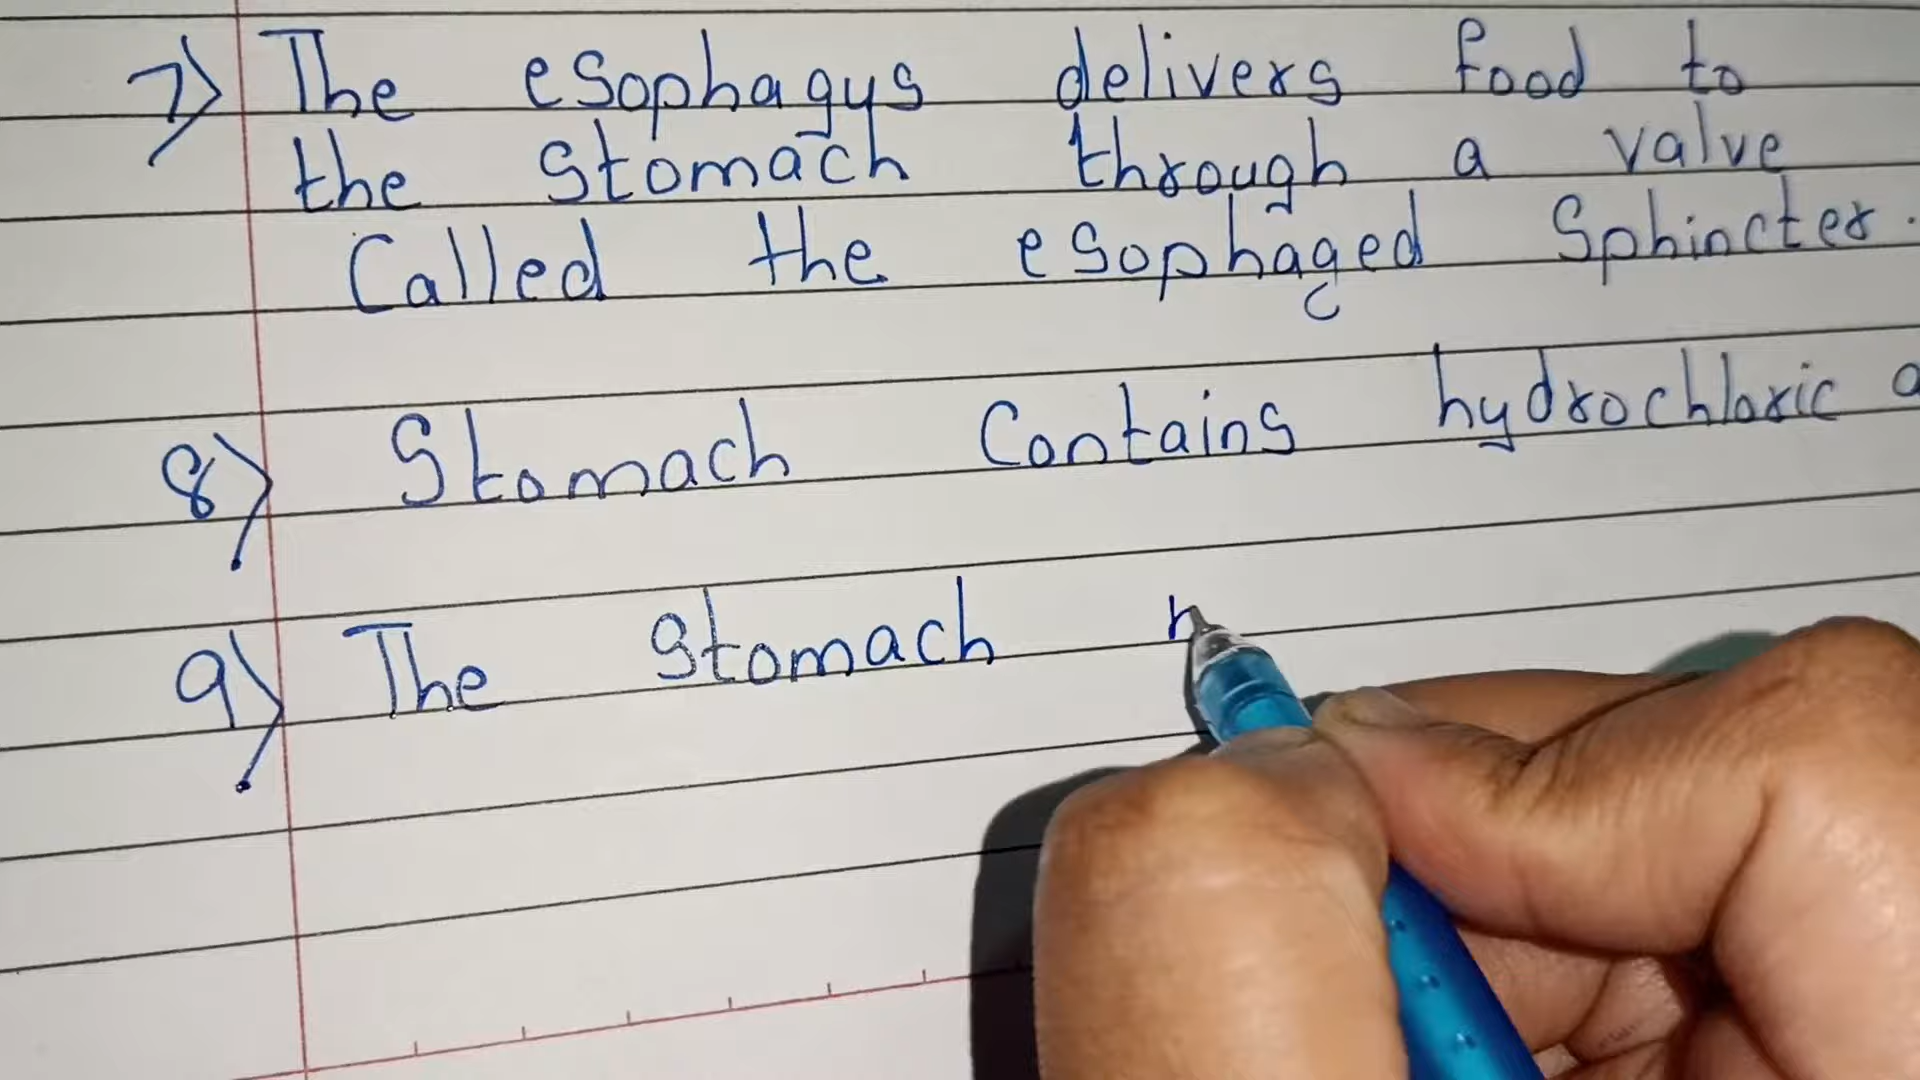 7) The esophagys delivers food to
the stomach through a valve
Called the esophaged Sphincter.
8) Stomach Contains hydrochloric
9) The stomach